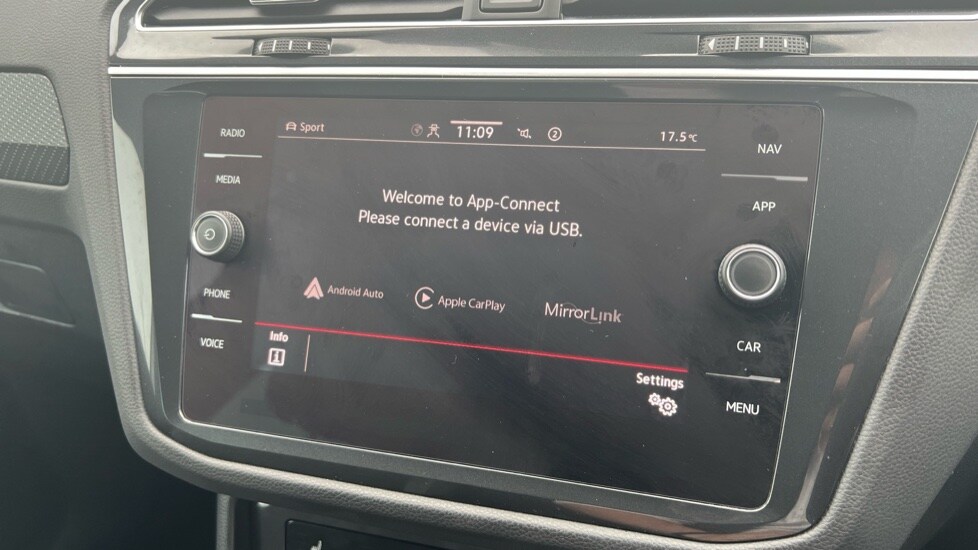 RADIO
MEDIA
PHONE
VOICE
Sport
11:09
2
17.5°C
Welcome to App-Connect
Please connect a device via USB.
Android Auto
Apple CarPlay
MirrorLink
Info
Settings
NAV
APP
CAR
MENU